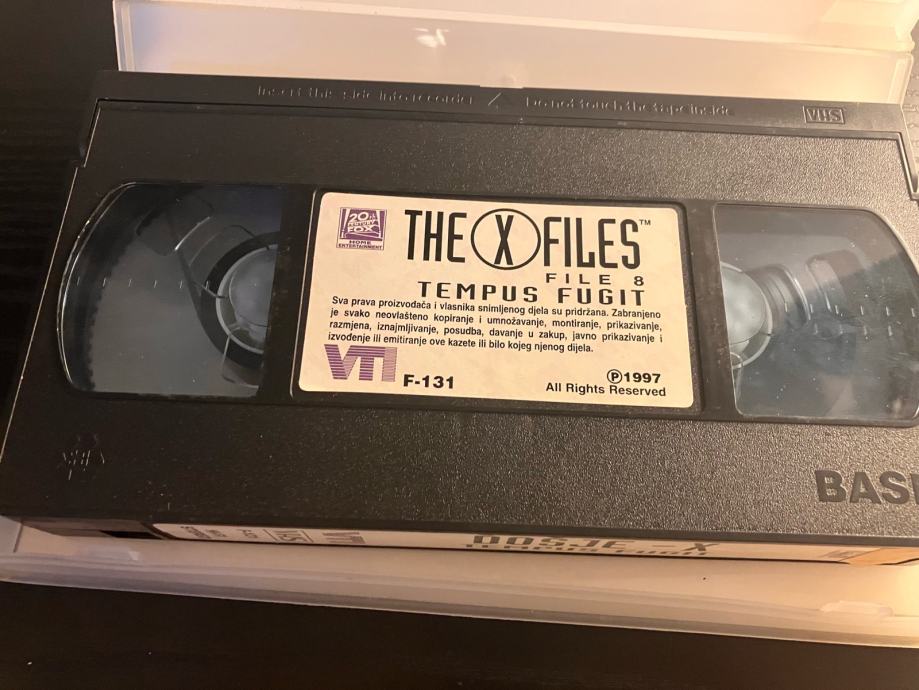 Insert this side into recorder / Do not touch the tape inside
VHS
20th
CENTURY
FOX
HOME
ENTERTAINMENT
THE X FILES™
FILE 8
TEMPUS FUGIT
Sva prava proizvođača i vlasnika snimljenog djela su pridržana. Zabranjeno
je svako neovlašteno kopiranje i umnožavanje, montiranje, prikazivanje,
razmjena, iznajmljivanje, posudba, davanje u zakup, javno prikazivanje i
izvođenje ili emitiranje ove kazete ili bilo kojeg njenog dijela.
VTI
F-131
℗1997
All Rights Reserved
BAS
VTI
VHS
DOSJE X
TEMPUS FUGIT